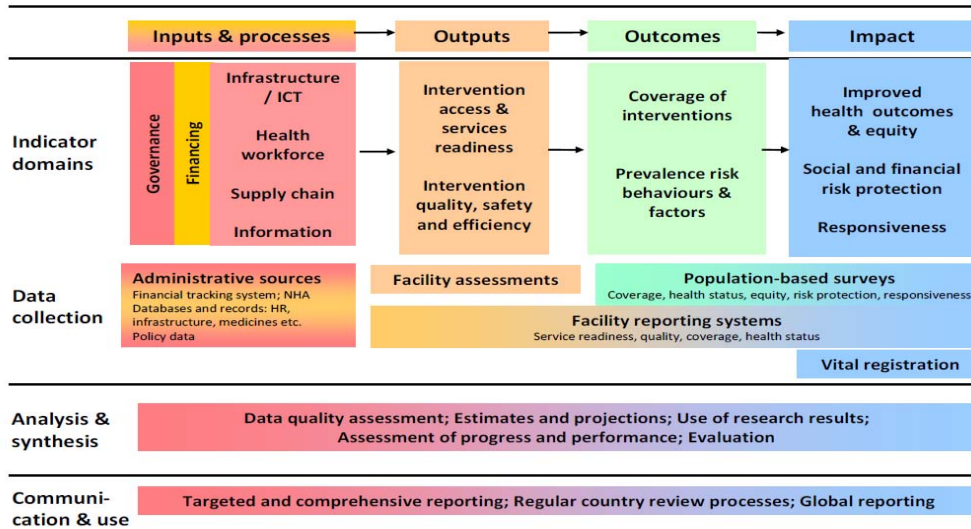 Inputs & processes
Outputs
Outcomes
Impact
Indicator
domains
Governance
Financing
Infrastructure
/ ICT
Health
workforce
Supply chain
Information
Intervention
access &
services
readiness
Intervention
quality, safety
and efficiency
Coverage of
interventions
Prevalence risk
behaviours &
factors
Improved
health outcomes
& equity
Social and financial
risk protection
Responsiveness
Data
collection
Administrative sources
Financial tracking system; NHA
Databases and records: HR,
infrastructure, medicines etc.
Policy data
Facility assessments
Population-based surveys
Coverage, health status, equity, risk protection, responsiveness
Facility reporting systems
Service readiness, quality, coverage, health status
Vital registration
Analysis &
synthesis
Data quality assessment; Estimates and projections; Use of research results;
Assessment of progress and performance; Evaluation
Communi-
cation & use
Targeted and comprehensive reporting; Regular country review processes; Global reporting